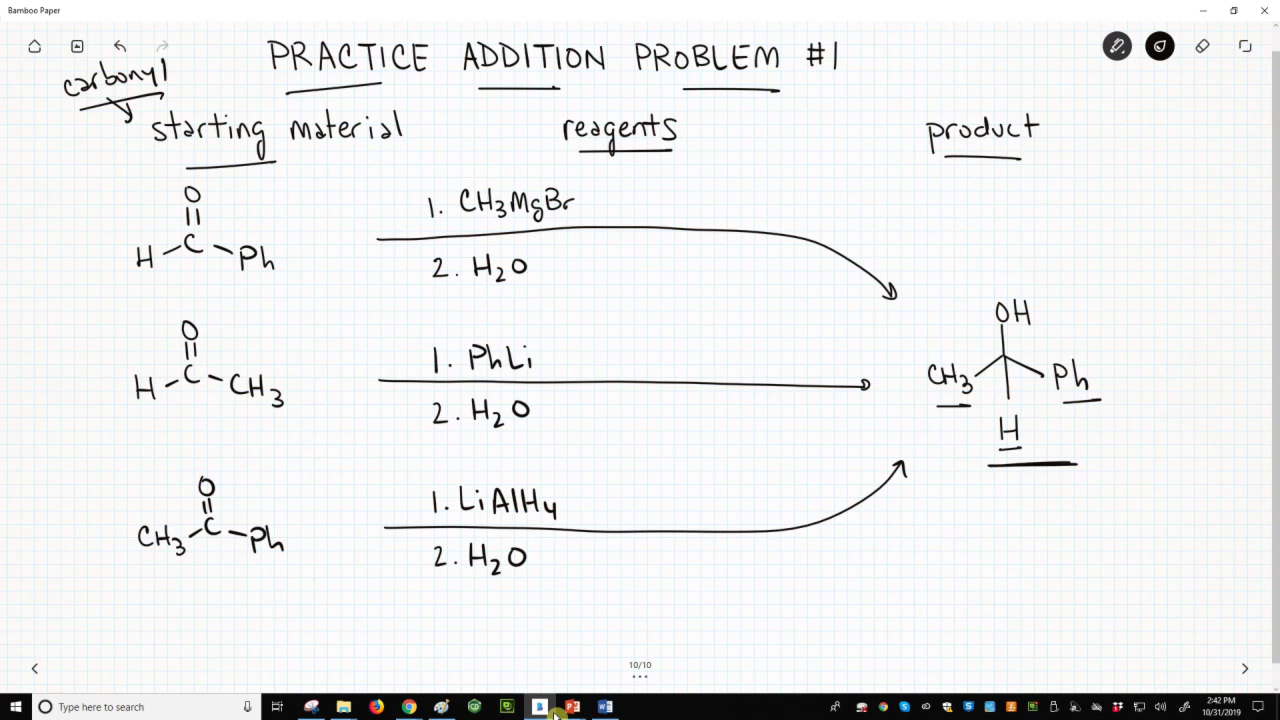 Bamboo Paper
PRACTICE ADDITION PROBLEM #1
carbonyl
starting material
reagents
product
O
H C Ph
1. CH3MgBr
2. H2O
O
H C CH3
1. PhLi
2. H2O
OH
CH3 Ph
H
O
CH3 C Ph
1. LiAlH4
2. H2O
10/10
Type here to search
2:42 PM
10/31/2019